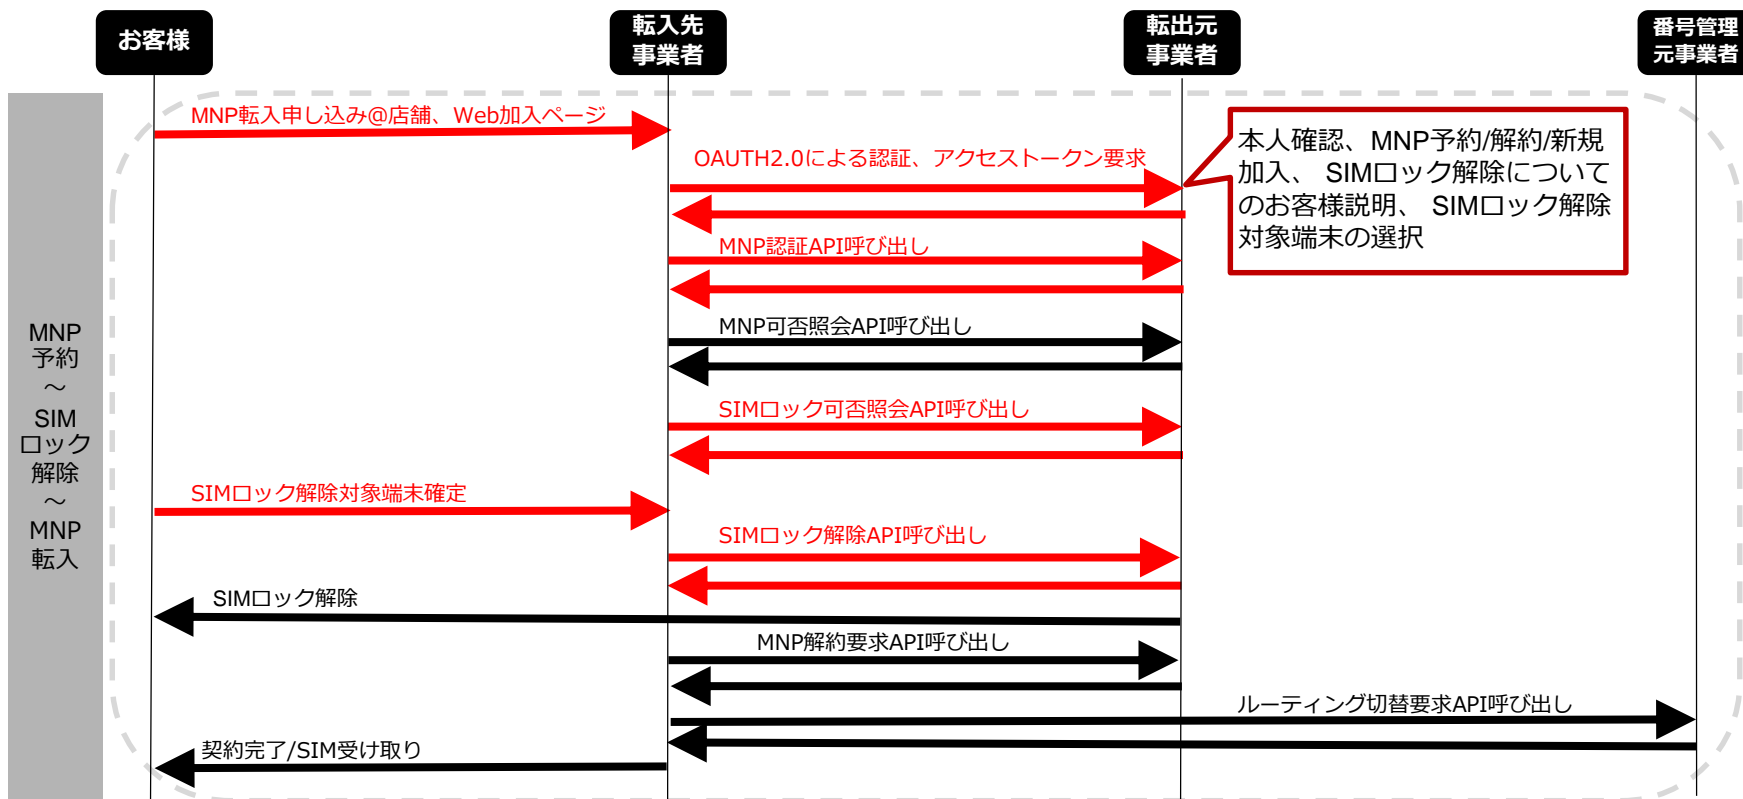 お客様
転入先
事業者
転出元
事業者
番号管理
元事業者
MNP
予約
～
SIM
ロック
解除
～
MNP
転入
MNP転入申し込み@店舗、Web加入ページ
OAUTH2.0による認証、アクセストークン要求
本人確認、MNP予約/解約/新規
加入、 SIMロック解除について
のお客様説明、 SIMロック解除
対象端末の選択
MNP認証API呼び出し
MNP可否照会API呼び出し
SIMロック可否照会API呼び出し
SIMロック解除対象端末確定
SIMロック解除API呼び出し
SIMロック解除
MNP解約要求API呼び出し
ルーティング切替要求API呼び出し
契約完了/SIM受け取り